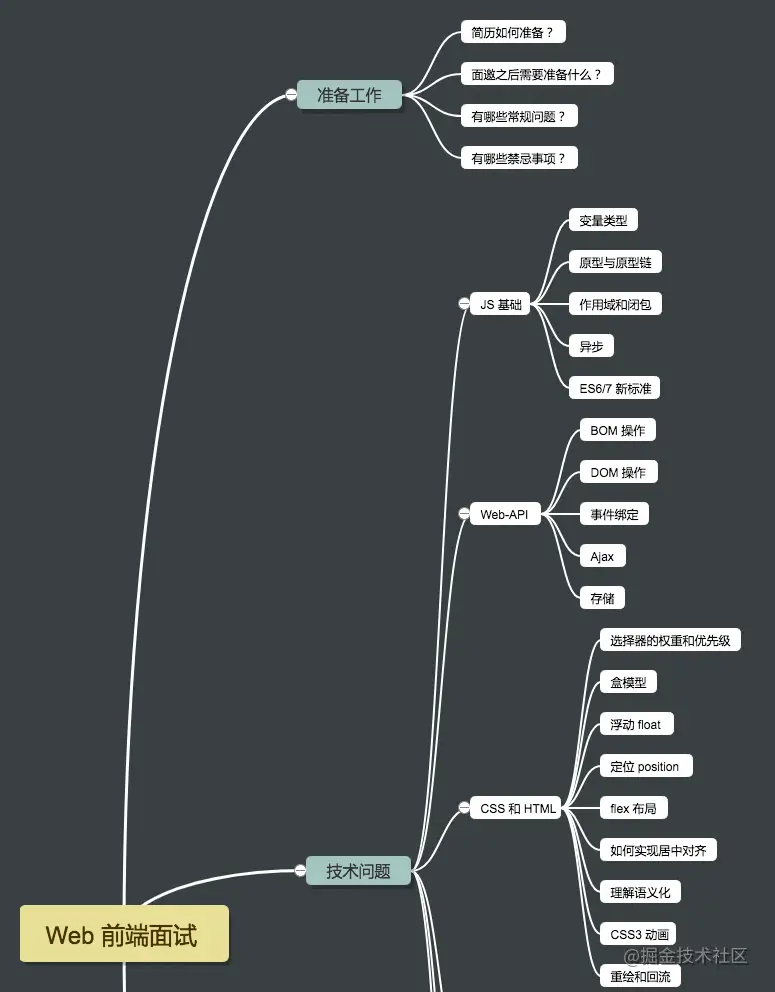 简历如何准备？
面邀之后需要准备什么？
准备工作
有哪些常规问题？
有哪些禁忌事项？
变量类型
原型与原型链
JS 基础
作用域和闭包
异步
ES6/7 新标准
BOM 操作
DOM 操作
Web-API
事件绑定
Ajax
存储
选择器的权重和优先级
盒模型
浮动 float
定位 position
CSS 和 HTML
flex 布局
如何实现居中对齐
技术问题
理解语义化
Web 前端面试
CSS3 动画
@掘金技术社区
重绘和回流